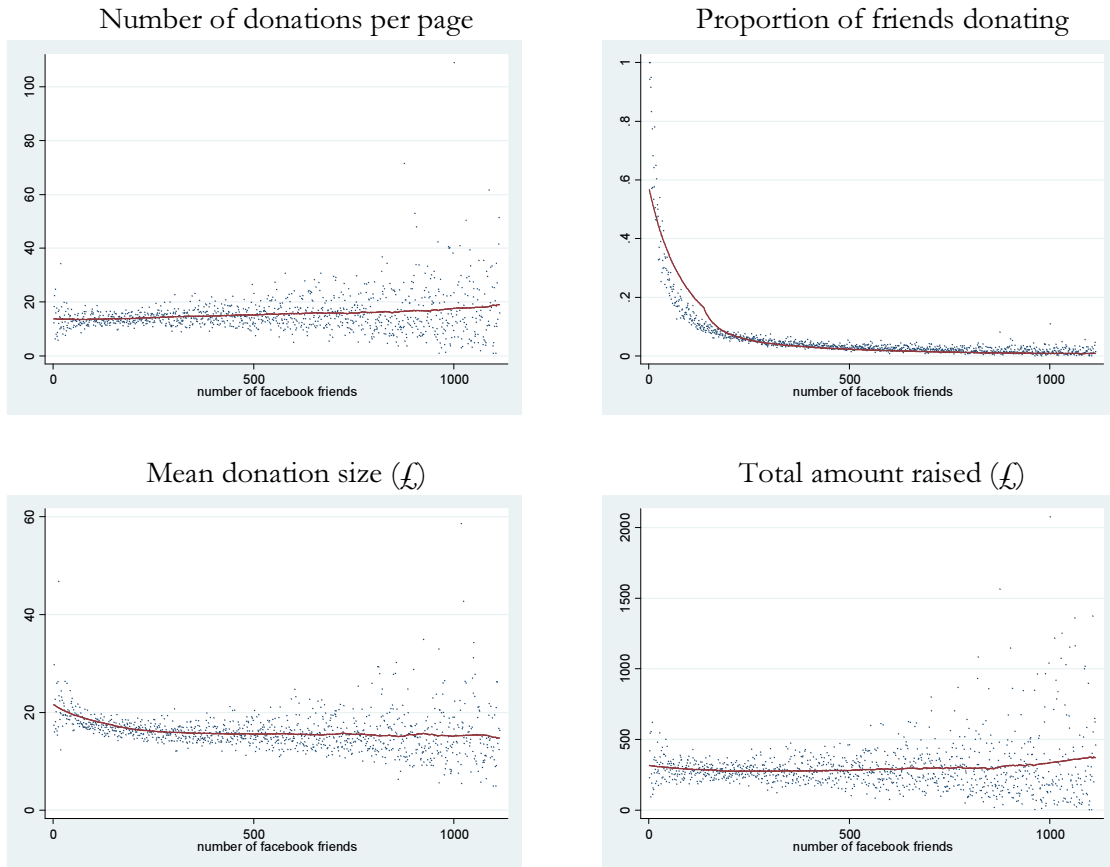 Number of donations per page
100
80
60
40
20
0
0 500 1000
number of facebook friends
Proportion of friends donating
1
.8
.6
.4
.2
0
0 500 1000
number of facebook friends
Mean donation size (£)
60
40
20
0
0 500 1000
number of facebook friends
Total amount raised (£)
2000
1500
1000
500
0
0 500 1000
number of facebook friends